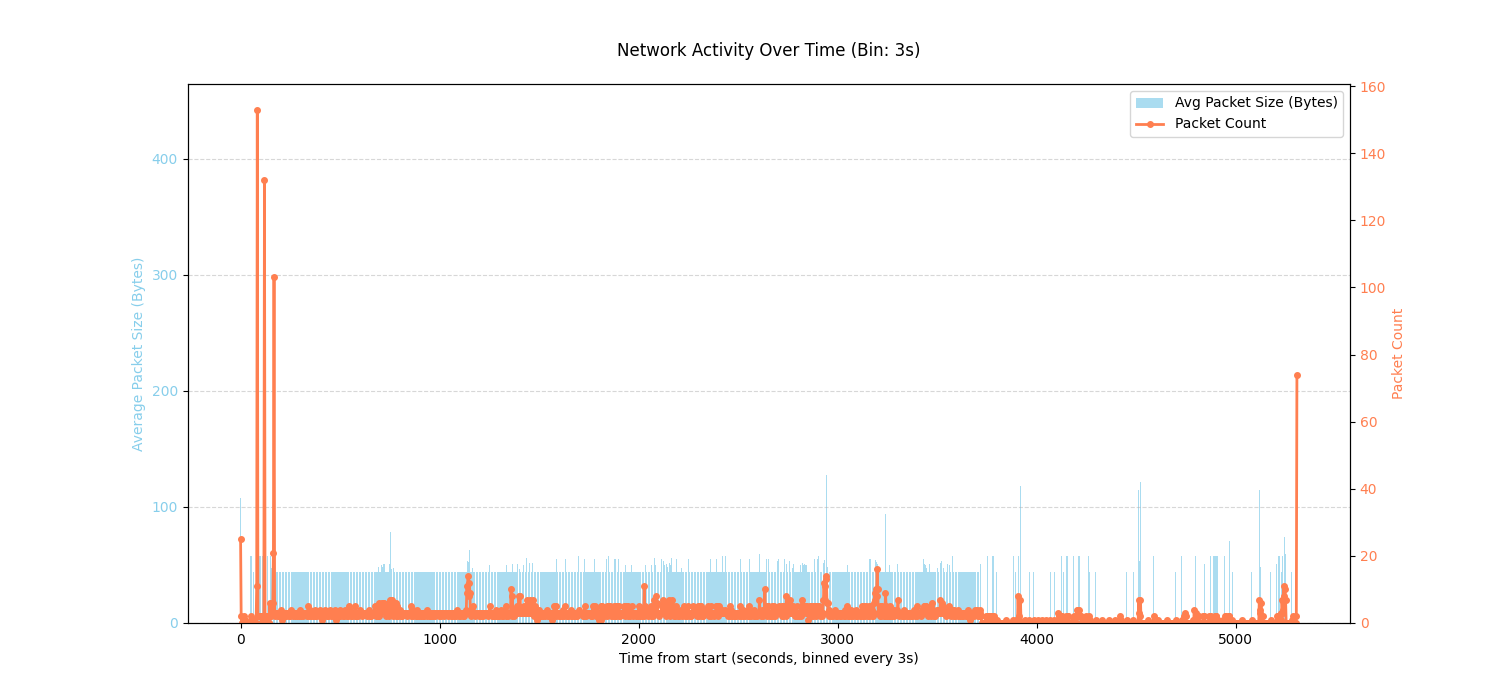 Network Activity Over Time (Bin: 3s)
Avg Packet Size (Bytes)
Packet Count
Average Packet Size (Bytes)
400
300
200
100
0
160
140
120
100
80
60
40
20
0
Packet Count
0 1000 2000 3000 4000 5000
Time from start (seconds, binned every 3s)